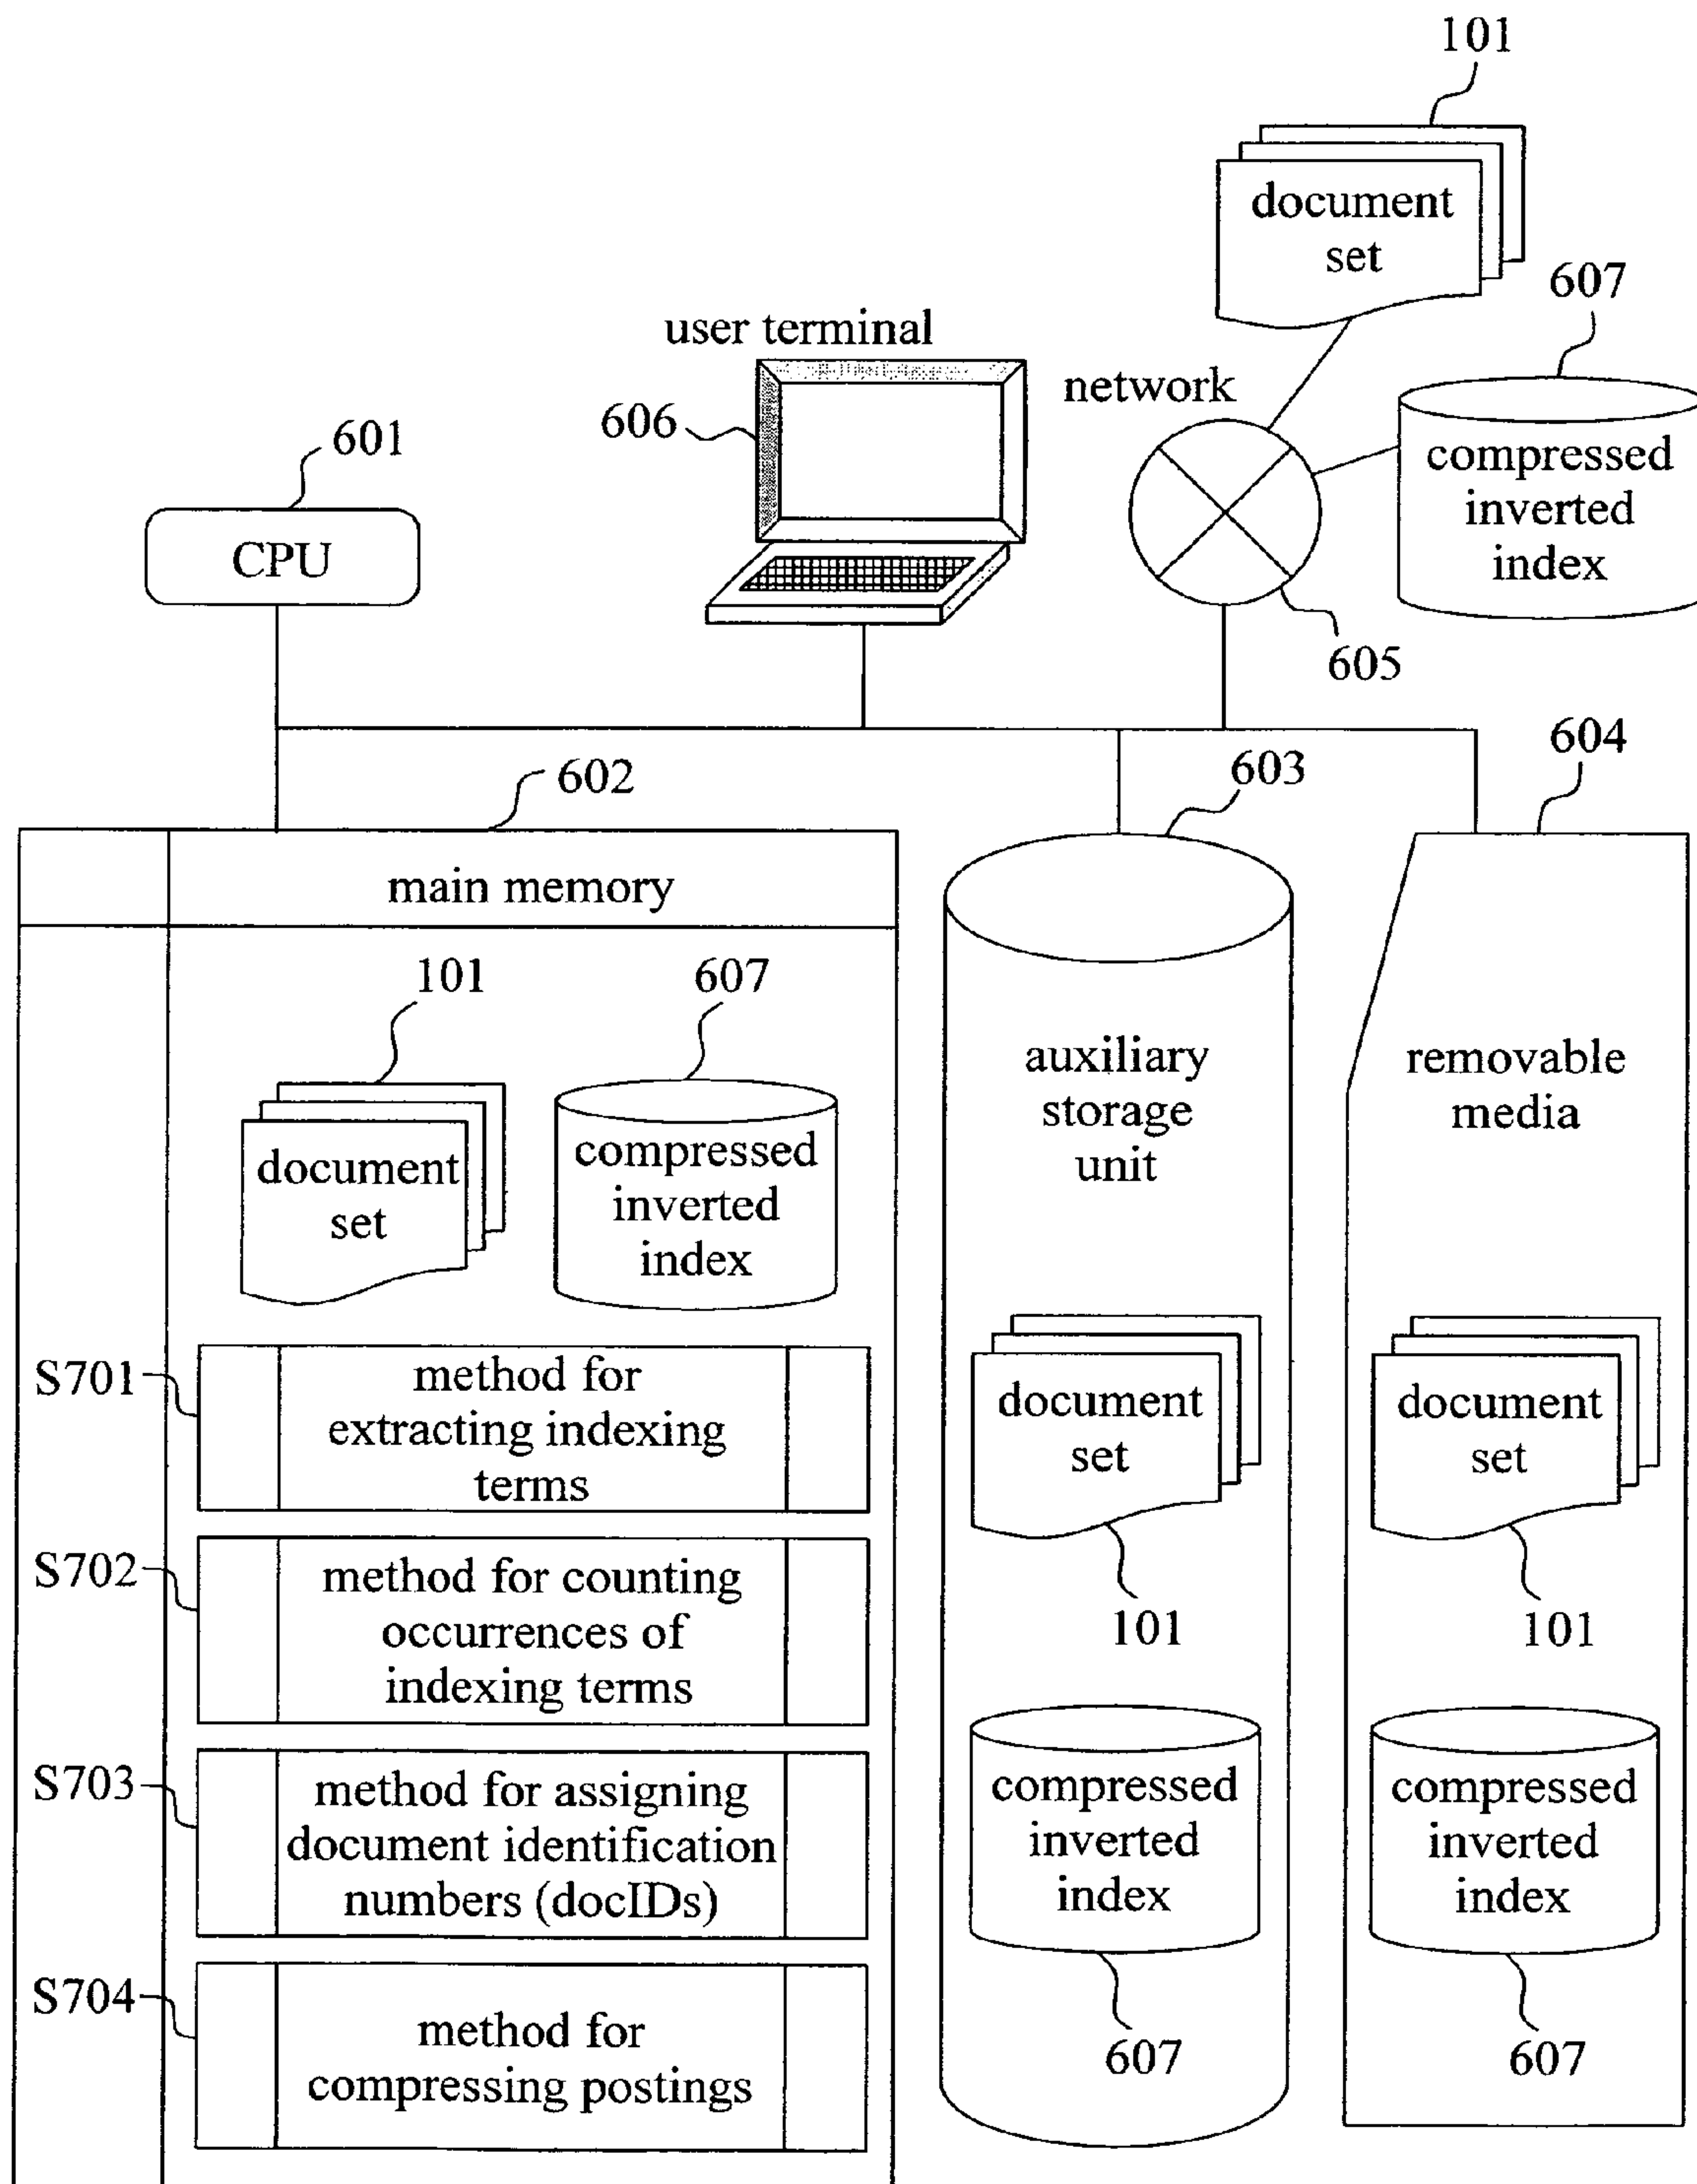 101
document
set
607
user terminal
network
606
601
compressed
inverted
index
CPU
605
604
603
602
main memory
101
607
auxiliary
storage
unit
removable
media
document
set
compressed
inverted
index
S701
method for
extracting indexing
terms
document
set
document
set
S702
method for counting
occurrences of
indexing terms
101
101
S703
method for assigning
document identification
numbers (docIDs)
compressed
inverted
index
compressed
inverted
index
S704
method for
compressing postings
607
607